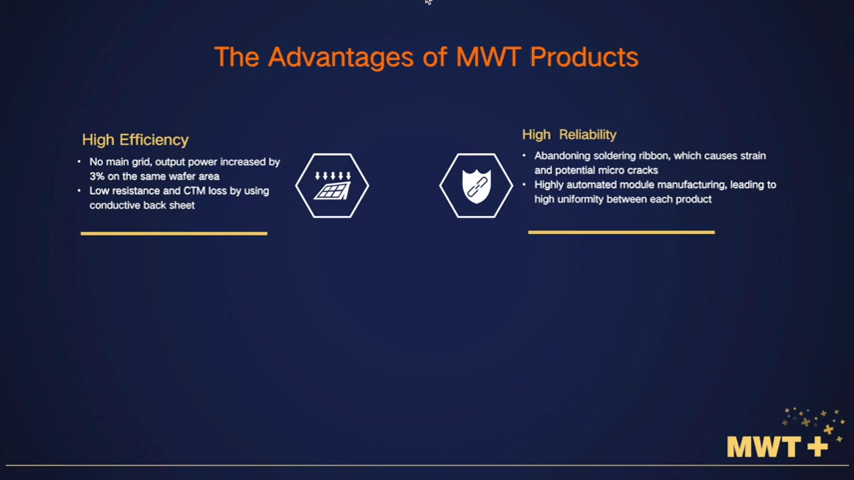 The Advantages of MWT Products
High Efficiency
• No main grid, output power increased by
3% on the same wafer area
• Low resistance and CTM loss by using
conductive back sheet
High Reliability
• Abandoning soldering ribbon, which causes strain
and potential micro cracks
• Highly automated module manufacturing, leading to
high uniformity between each product
MWT+